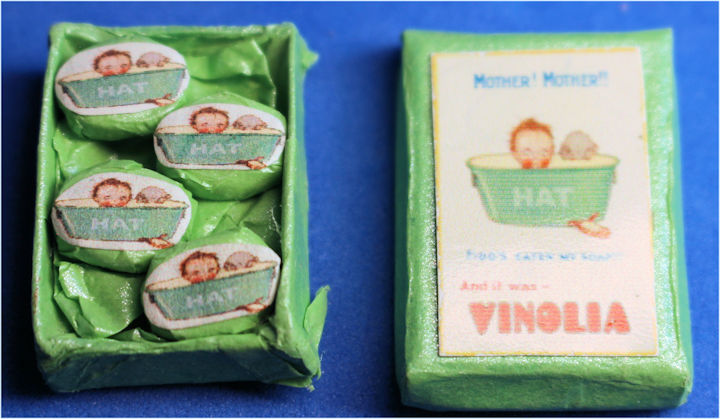 HAT
HAT
HAT
HAT
MOTHER! MOTHER!!
HAT
FIDO'S EATEN MY SOAP!!
And it was –
VINOLIA